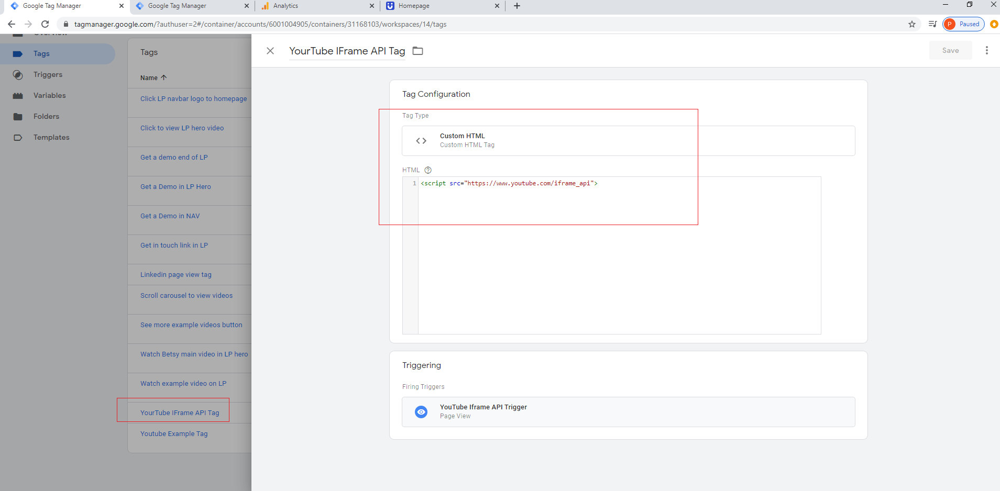 Google Tag Manager
Google Tag Manager
Analytics
Homepage
tagmanager.google.com/?authuser=2#/container/accounts/6001004905/containers/31168103/workspaces/14/tags
P Paused
Overview
Tags
Triggers
Variables
Folders
Templates
Tags
Name
Click LP navbar logo to homepage
Click to view LP hero video
Get a demo end of LP
Get a Demo in LP Hero
Get a Demo in NAV
Get in touch link in LP
Linkedin page view tag
Scroll carousel to view videos
See more example videos button
Watch Betsy main video in LP hero
Watch example video on LP
YourTube IFrame API Tag
Youtube Example Tag
YourTube IFrame API Tag
Save
Tag Configuration
Tag Type
Custom HTML
Custom HTML Tag
HTML
1 <script src="https://www.youtube.com/iframe_api">
Triggering
Firing Triggers
YouTube Iframe API Trigger
Page View